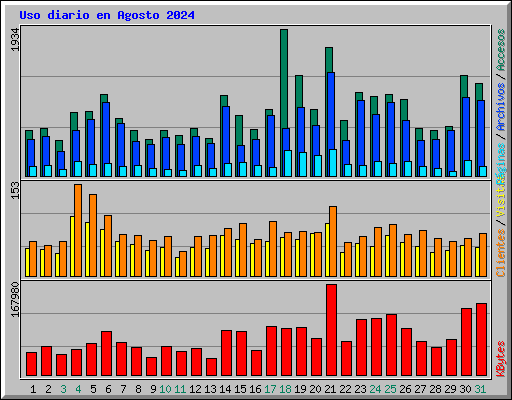 Uso diario en Agosto 2024
1934
153
167980
Clientes / Visitas
Páginas / Archivos / Accesos
KBytes
1 2 3 4 5 6 7 8 9 10 11 12 13 14 15 16 17 18 19 20 21 22 23 24 25 26 27 28 29 30 31